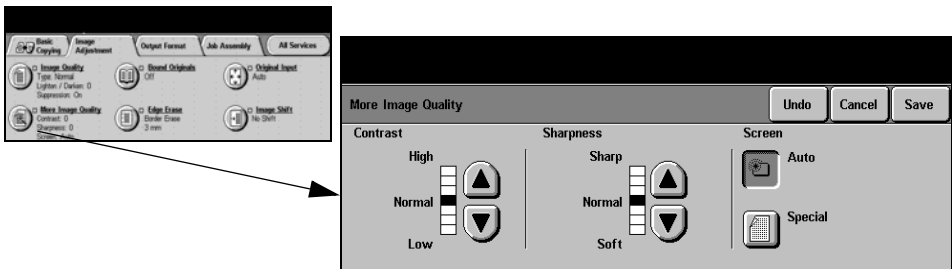 Basic Copying
Image Adjustment
Output Format
Job Assembly
All Services
Image Quality
Type: Normal
Lighten / Darken: 0
Suppression: On
Bound Originals
Off
Original Input
Auto
More Image Quality
Contrast: 0
Sharpness: 0
Screen: Auto
Edge Erase
Border Erase
3 mm
Image Shift
No Shift
More Image Quality
Undo
Cancel
Save
Contrast
High
Normal
Low
Sharpness
Sharp
Normal
Soft
Screen
Auto
Special